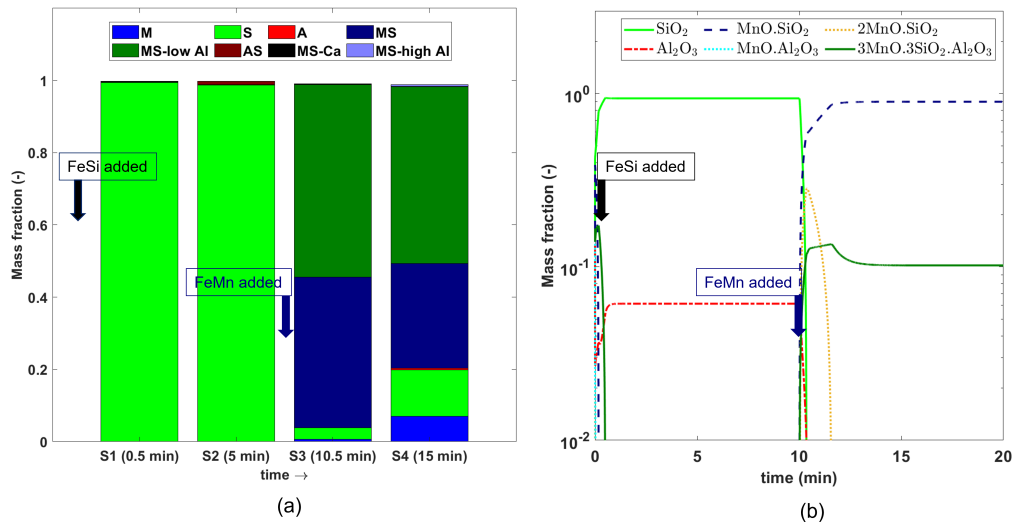 M S A MS
MS-low Al AS MS-Ca MS-high Al
1
0.8
0.6
0.4
0.2
0
Mass fraction (-)
FeSi added
FeMn added
S1 (0.5 min) S2 (5 min) S3 (10.5 min) S4 (15 min)
time →
(a)
SiO₂ MnO.SiO₂ 2MnO.SiO₂
Al₂O₃ MnO.Al₂O₃ 3MnO.3SiO₂.Al₂O₃
10⁰
10⁻¹
10⁻²
Mass fraction (-)
FeSi added
FeMn added
0 5 10 15 20
time (min)
(b)